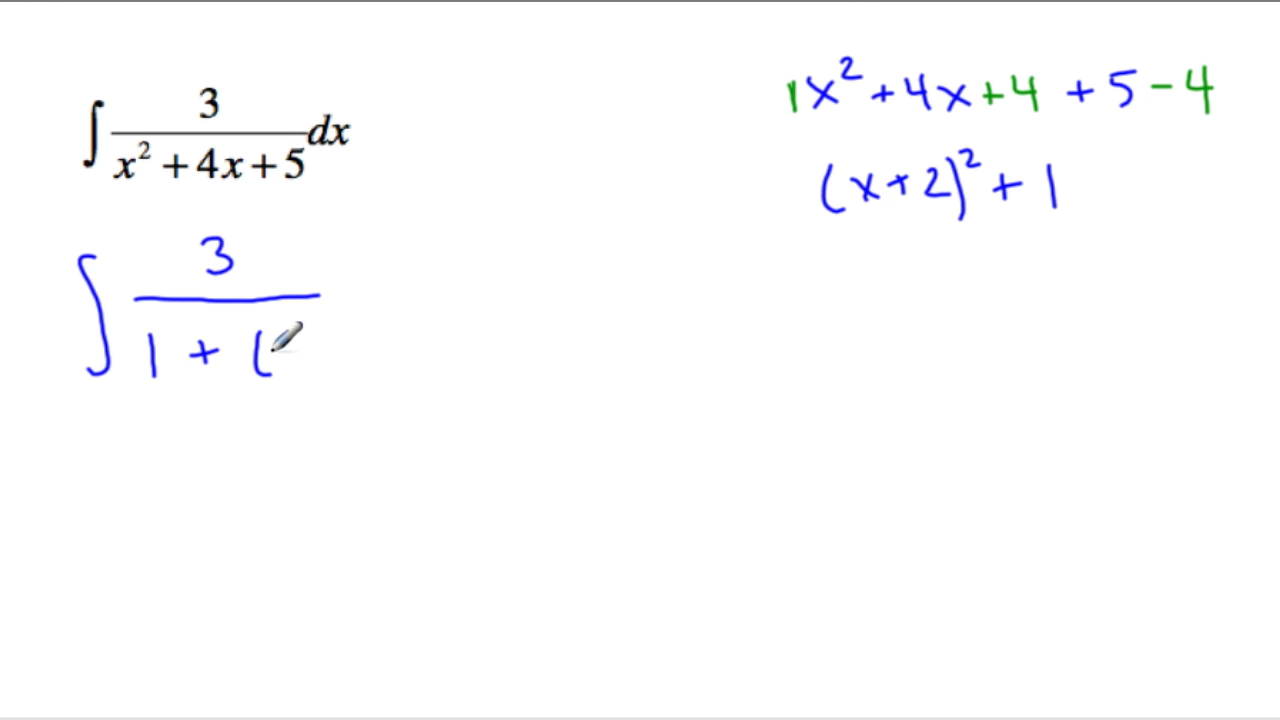 ∫ 3/(x² + 4x + 5) dx
1x² + 4x + 4 + 5 − 4
(x + 2)² + 1
∫ 3/(1 + (